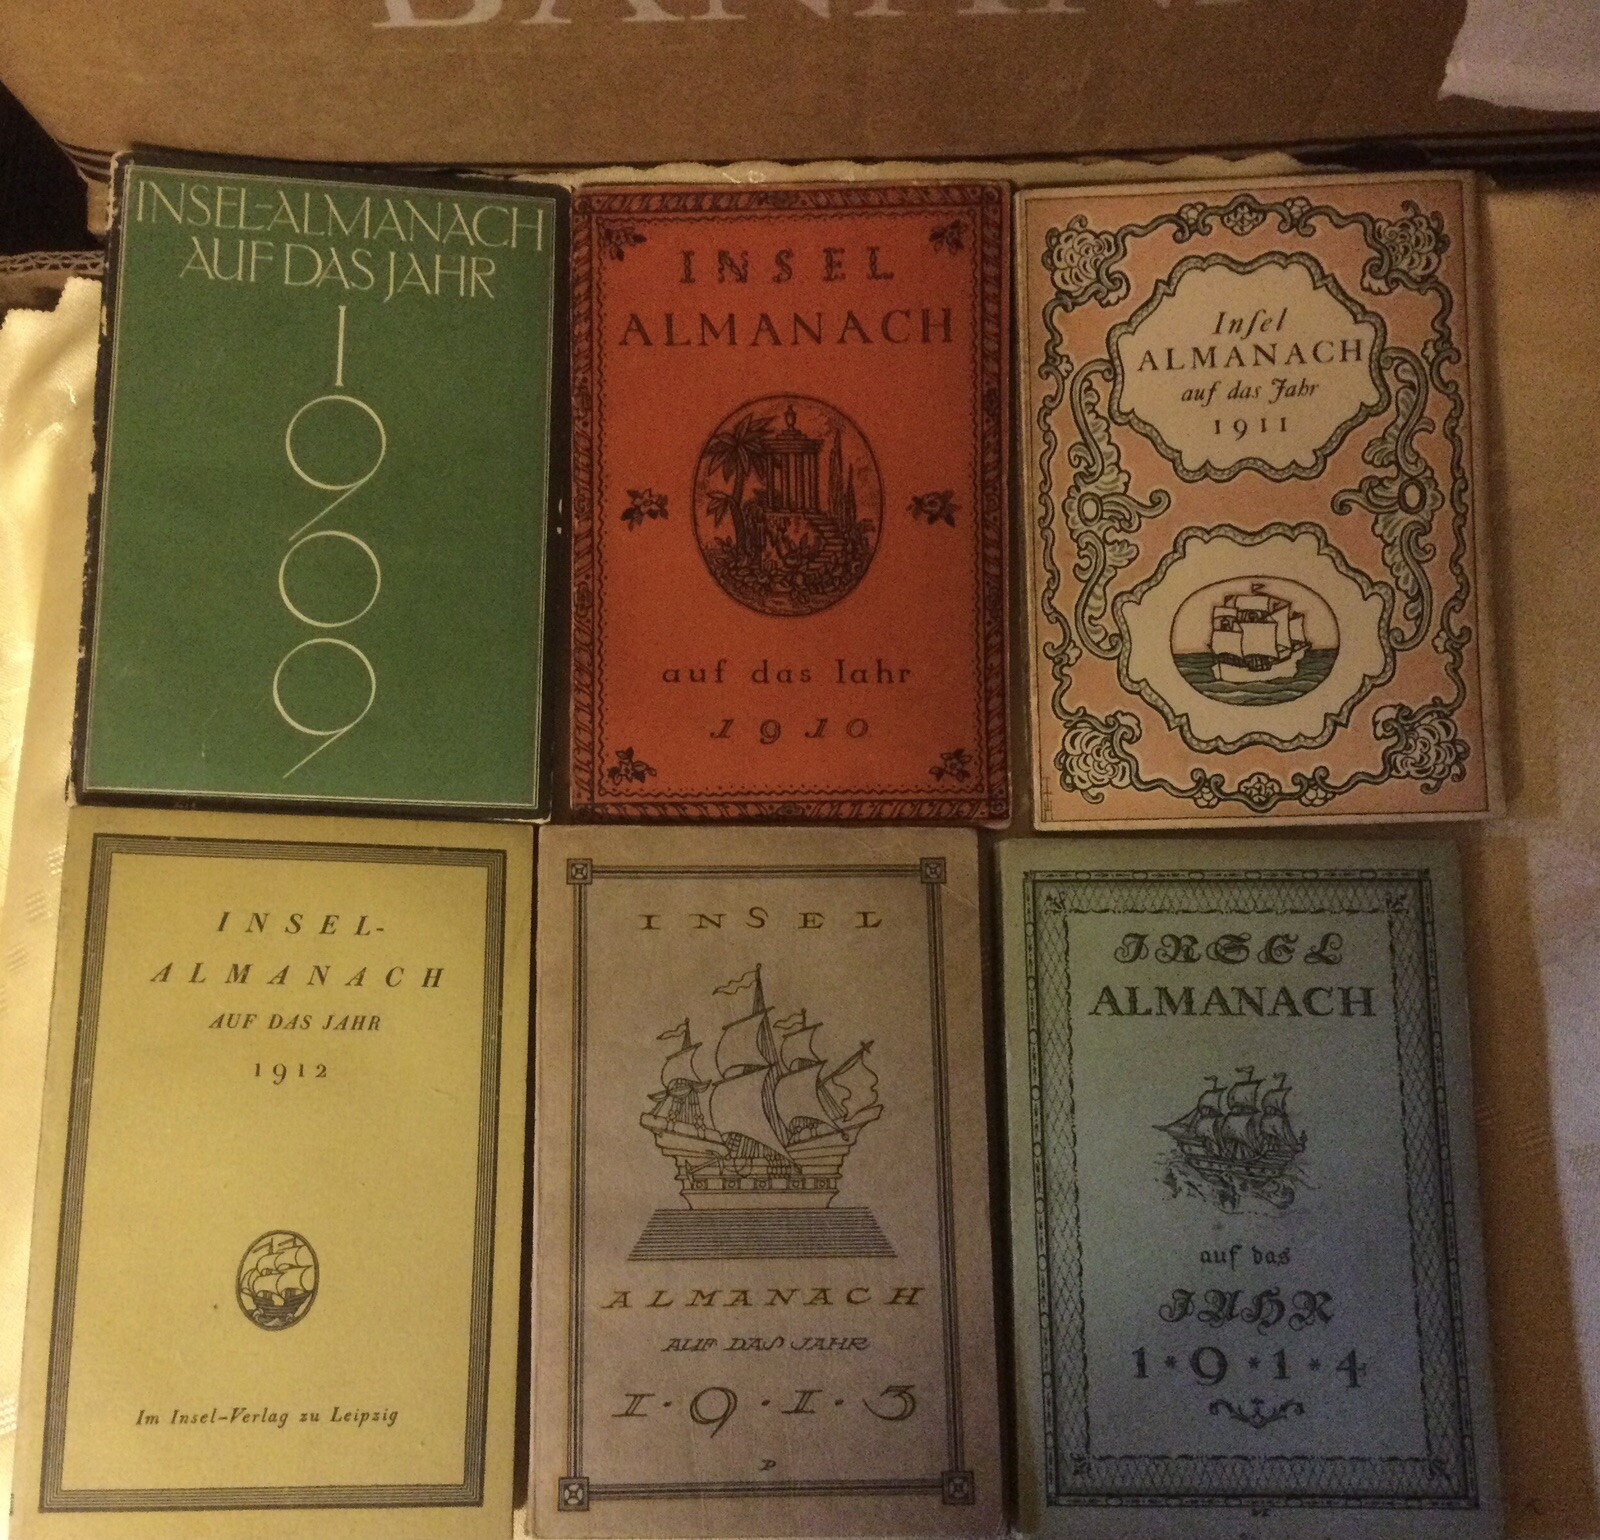 INSEL-ALMANACH
AUF DAS JAHR
1909
INSEL
ALMANACH
auf das Iahr
1910
Inſel
ALMANACH
auf das Jahr
1911
INSEL-
ALMANACH
AUF DAS JAHR
1912
Im Insel-Verlag zu Leipzig
INSEL
ALMANACH
AUF DAS JAHR
1·9·1·3
P
INSEL
ALMANACH
auf das
JAHR
1*9*1*4